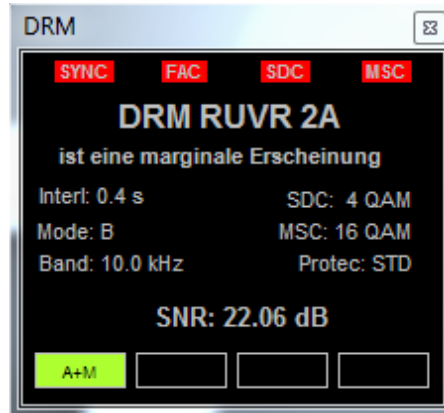 DRM
SYNC FAC SDC MSC
DRM RUVR 2A
ist eine marginale Erscheinung
Interl: 0.4 s SDC: 4 QAM
Mode: B MSC: 16 QAM
Band: 10.0 kHz Protec: STD
SNR: 22.06 dB
A+M